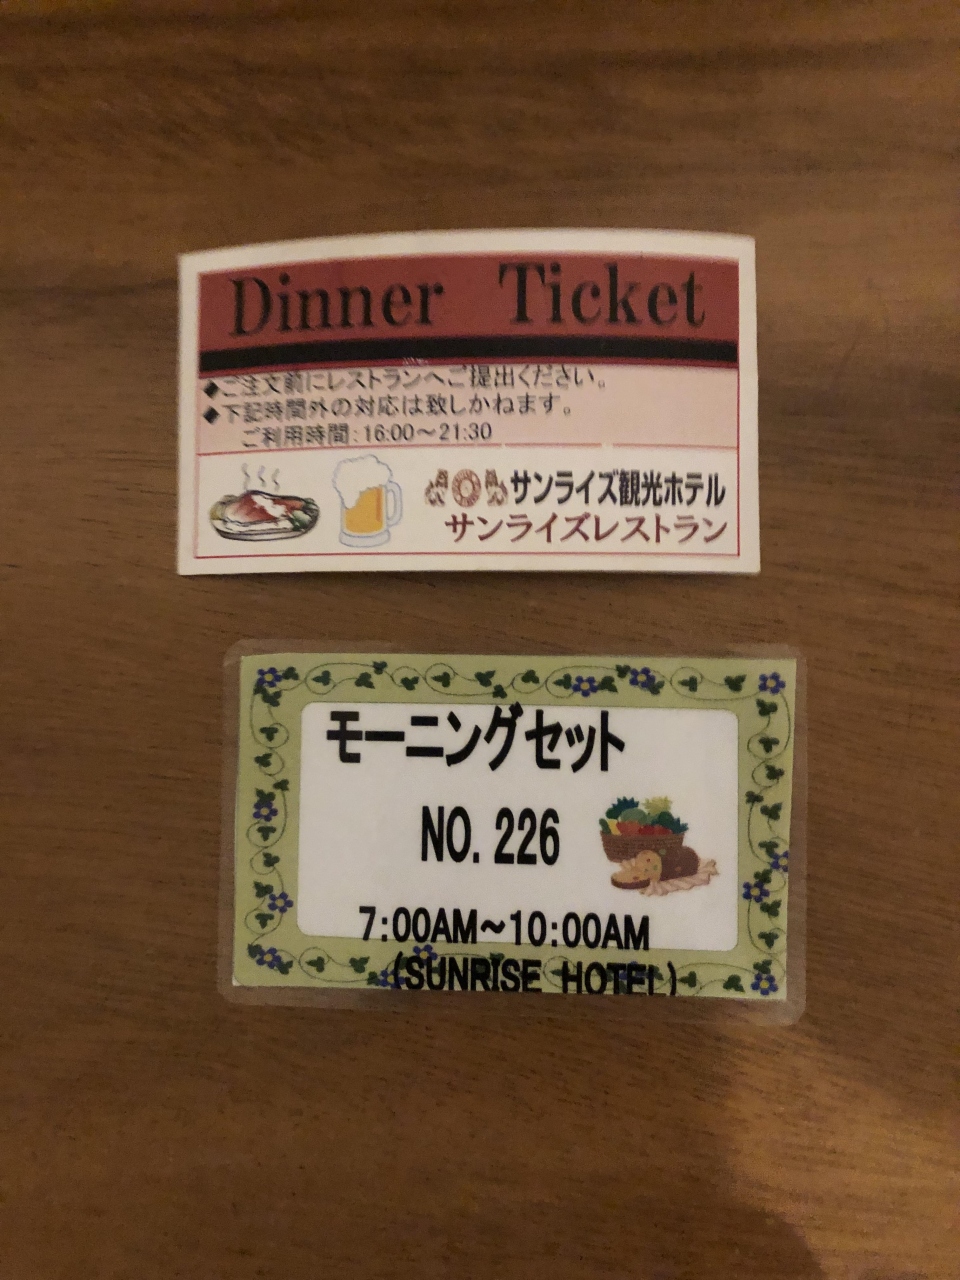 Dinner Ticket
◆ご注文前にレストランへご提出ください。
◆下記時間外の対応は致しかねます。
ご利用時間:16:00～21:30
サンライズ観光ホテル
サンライズレストラン
モーニングセット
NO.226
7:00AM～10:00AM
(SUNRISE HOTEL)